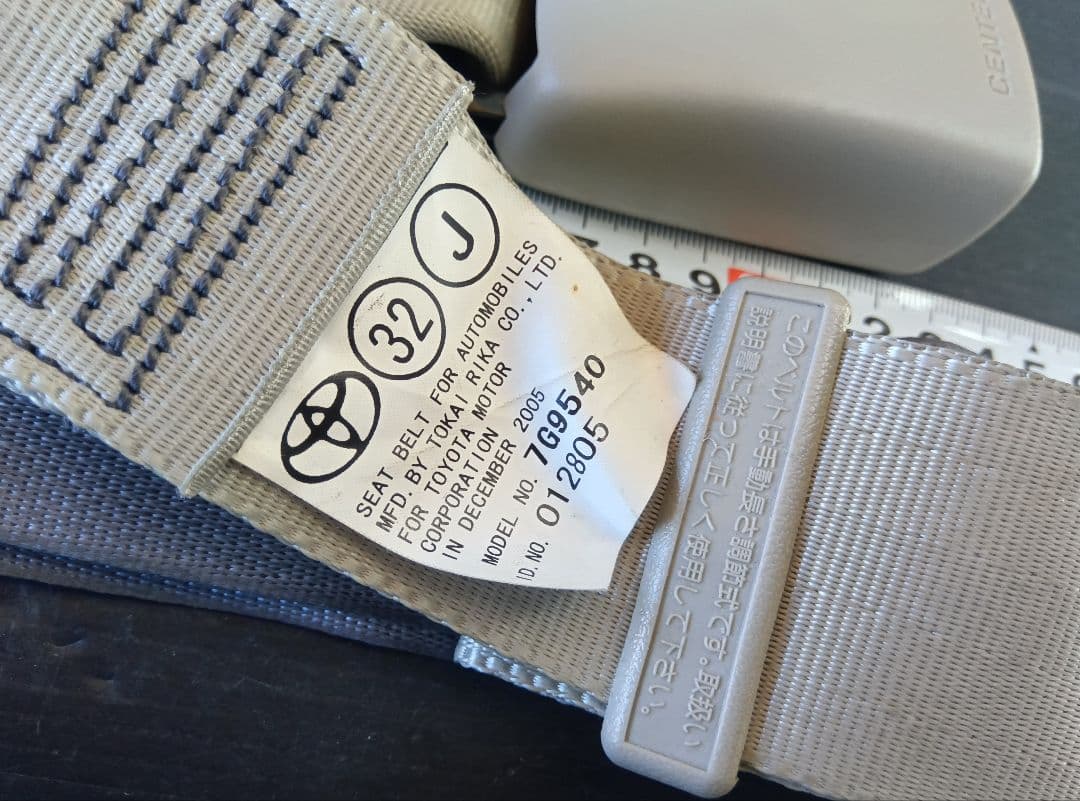 J
32
SEAT BELT FOR AUTOMOBILES
MFD. BY TOKAI RIKA CO., LTD.
FOR TOYOTA MOTOR
CORPORATION
IN DECEMBER 2005
MODEL NO. 7G9540
ID. NO. 012805
このベルトは手動長さ調節式です。取扱い
説明書に従って正しく使用して下さい。
8 9